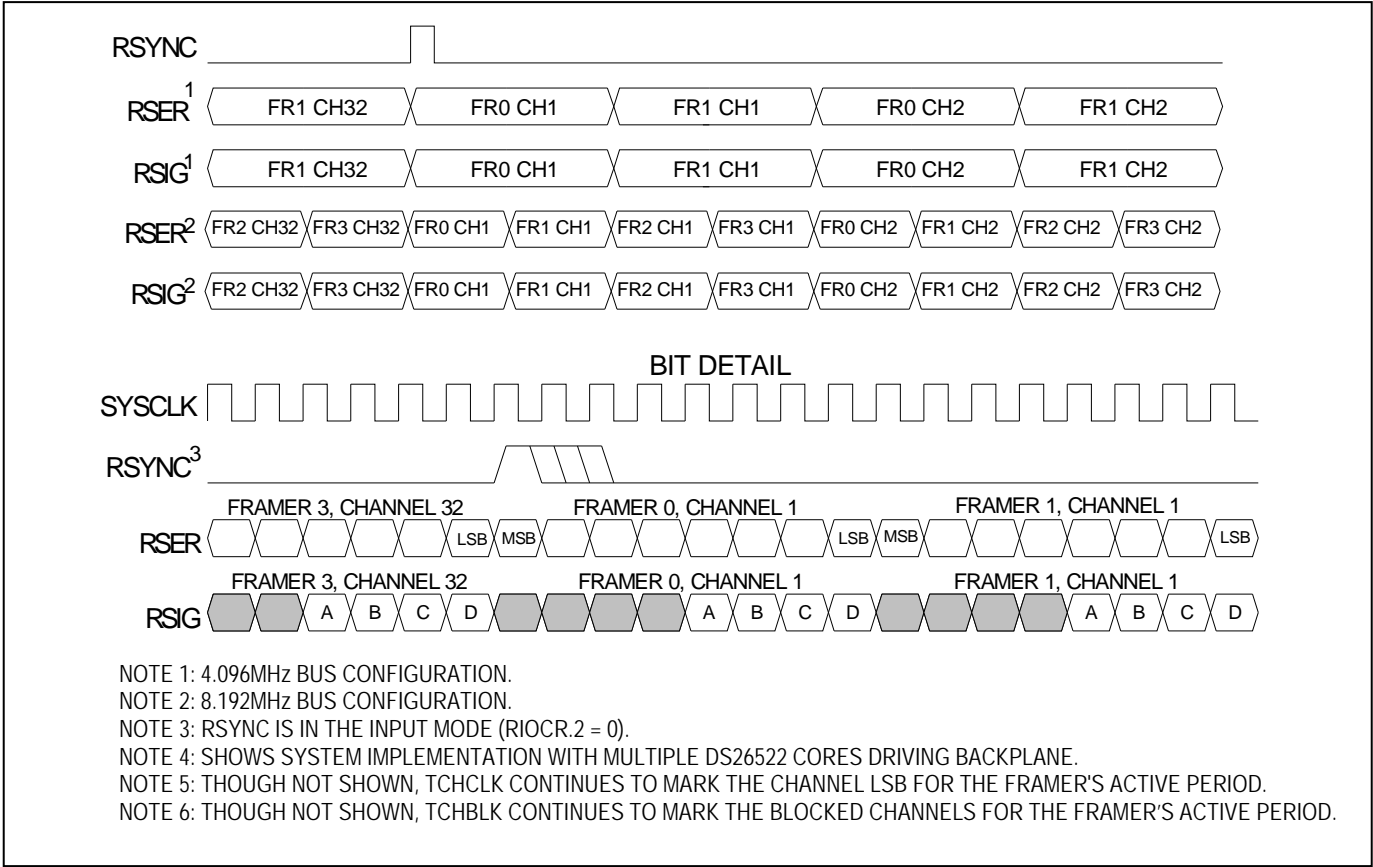 RSYNC
RSER1 FR1 CH32 FR0 CH1 FR1 CH1 FR0 CH2 FR1 CH2
RSIG1 FR1 CH32 FR0 CH1 FR1 CH1 FR0 CH2 FR1 CH2
RSER2 FR2 CH32 FR3 CH32 FR0 CH1 FR1 CH1 FR2 CH1 FR3 CH1 FR0 CH2 FR1 CH2 FR2 CH2 FR3 CH2
RSIG2 FR2 CH32 FR3 CH32 FR0 CH1 FR1 CH1 FR2 CH1 FR3 CH1 FR0 CH2 FR1 CH2 FR2 CH2 FR3 CH2
BIT DETAIL
SYSCLK
RSYNC3
FRAMER 3, CHANNEL 32 FRAMER 0, CHANNEL 1 FRAMER 1, CHANNEL 1
RSER LSB MSB LSB MSB LSB
FRAMER 3, CHANNEL 32 FRAMER 0, CHANNEL 1 FRAMER 1, CHANNEL 1
RSIG A B C D A B C D A B C D
NOTE 1: 4.096MHz BUS CONFIGURATION.
NOTE 2: 8.192MHz BUS CONFIGURATION.
NOTE 3: RSYNC IS IN THE INPUT MODE (RIOCR.2 = 0).
NOTE 4: SHOWS SYSTEM IMPLEMENTATION WITH MULTIPLE DS26522 CORES DRIVING BACKPLANE.
NOTE 5: THOUGH NOT SHOWN, TCHCLK CONTINUES TO MARK THE CHANNEL LSB FOR THE FRAMER'S ACTIVE PERIOD.
NOTE 6: THOUGH NOT SHOWN, TCHBLK CONTINUES TO MARK THE BLOCKED CHANNELS FOR THE FRAMER’S ACTIVE PERIOD.